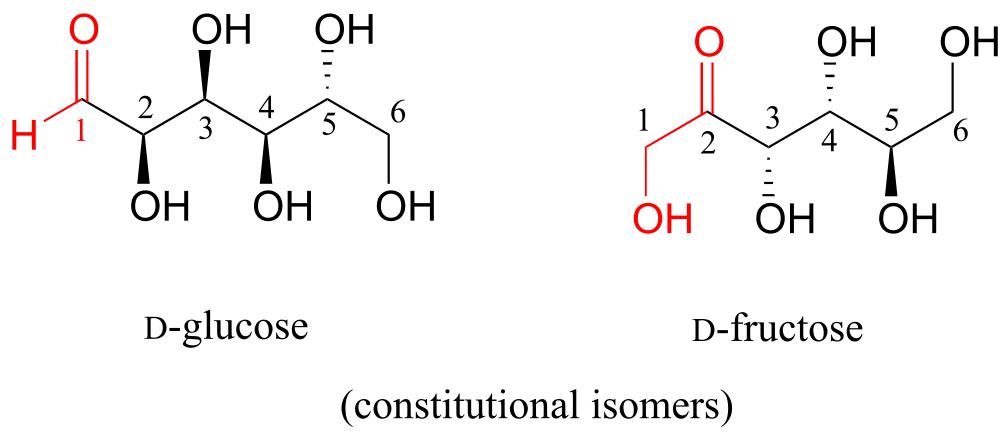 O
OH
OH
H
1
2
3
4
5
6
OH
OH
OH
O
OH
OH
1
2
3
4
5
6
OH
OH
OH
D-glucose
D-fructose
(constitutional isomers)